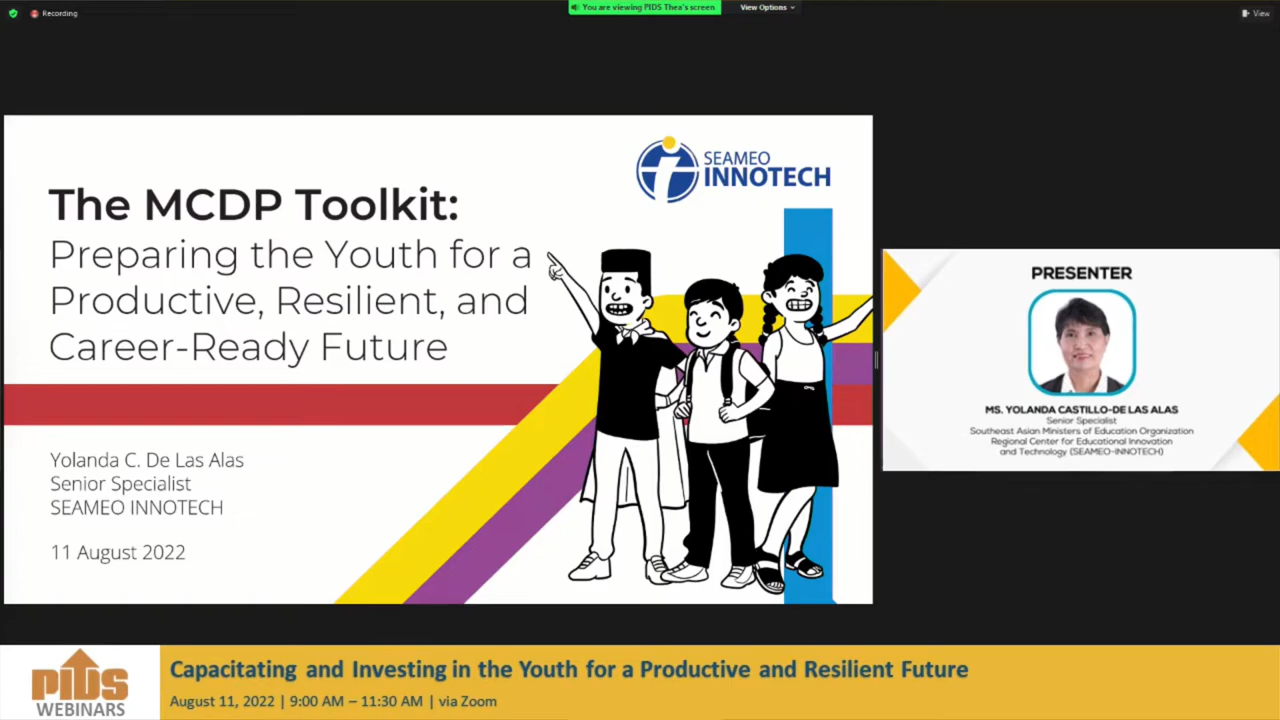 Recording
You are viewing PIDS Thea's screen
View Options
View
SEAMEO
INNOTECH
The MCDP Toolkit:
Preparing the Youth for a
Productive, Resilient, and
Career-Ready Future
Yolanda C. De Las Alas
Senior Specialist
SEAMEO INNOTECH
11 August 2022
PRESENTER
MS. YOLANDA CASTILLO-DE LAS ALAS
Senior Specialist
Southeast Asian Ministers of Education Organization
Regional Center for Educational Innovation
and Technology (SEAMEO-INNOTECH)
PIDS
WEBINARS
Capacitating and Investing in the Youth for a Productive and Resilient Future
August 11, 2022 | 9:00 AM – 11:30 AM | via Zoom